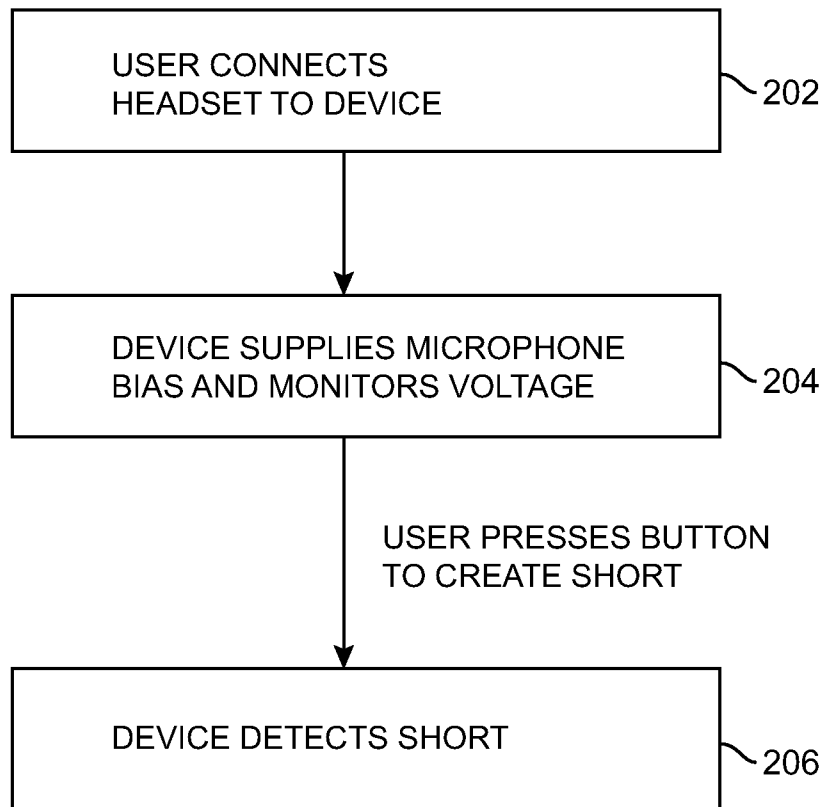 USER CONNECTS
HEADSET TO DEVICE
202
DEVICE SUPPLIES MICROPHONE
BIAS AND MONITORS VOLTAGE
204
USER PRESSES BUTTON
TO CREATE SHORT
DEVICE DETECTS SHORT
206